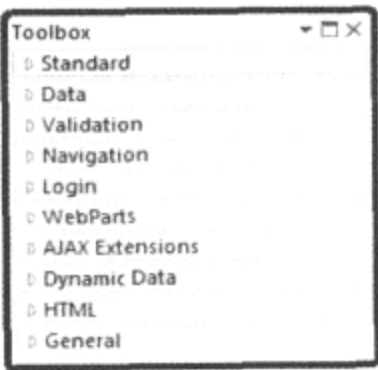 Toolbox
Standard
Data
Validation
Navigation
Login
WebParts
AJAX Extensions
Dynamic Data
HTML
General